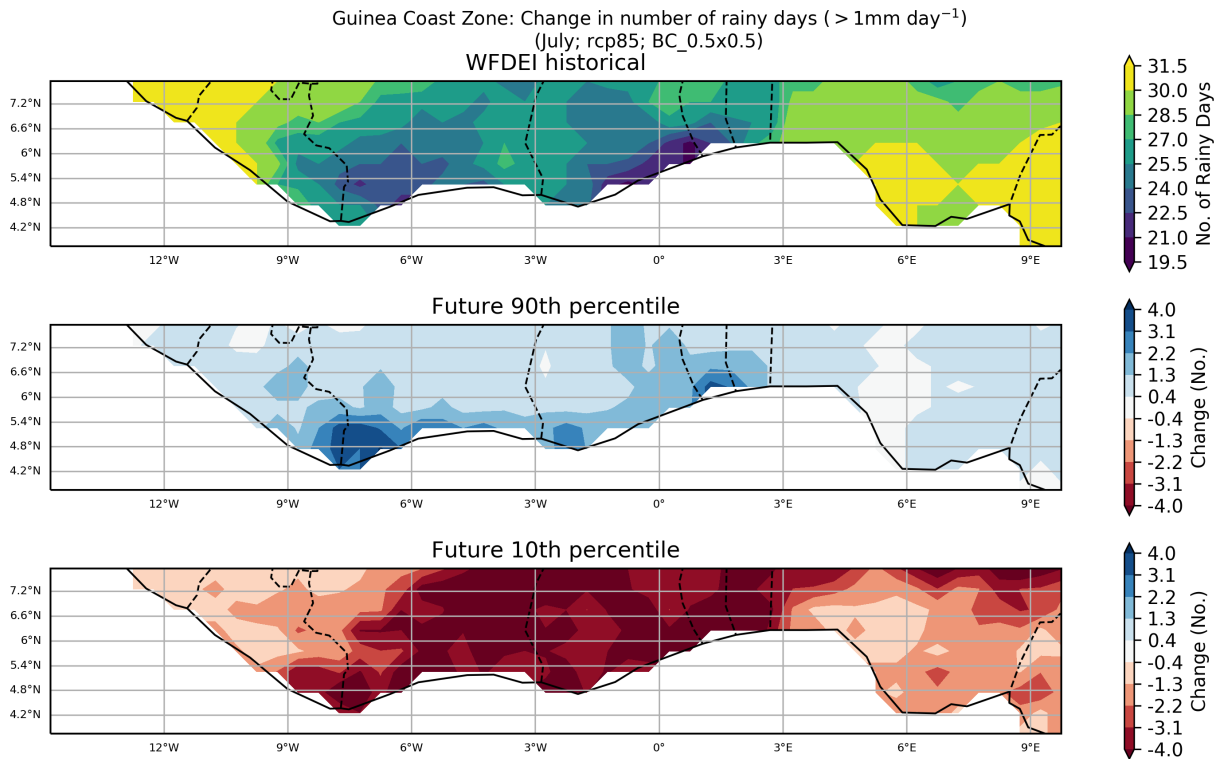 Guinea Coast Zone: Change in number of rainy days (>1mm day⁻¹)
(July; rcp85; BC_0.5x0.5)
WFDEI historical
7.2°N
6.6°N
6°N
5.4°N
4.8°N
4.2°N
12°W 9°W 6°W 3°W 0° 3°E 6°E 9°E
31.5
30.0
28.5
27.0
25.5
24.0
22.5
21.0
19.5
No. of Rainy Days
Future 90th percentile
7.2°N
6.6°N
6°N
5.4°N
4.8°N
4.2°N
12°W 9°W 6°W 3°W 0° 3°E 6°E 9°E
4.0
3.1
2.2
1.3
0.4
-0.4
-1.3
-2.2
-3.1
-4.0
Change (No.)
Future 10th percentile
7.2°N
6.6°N
6°N
5.4°N
4.8°N
4.2°N
12°W 9°W 6°W 3°W 0° 3°E 6°E 9°E
4.0
3.1
2.2
1.3
0.4
-0.4
-1.3
-2.2
-3.1
-4.0
Change (No.)